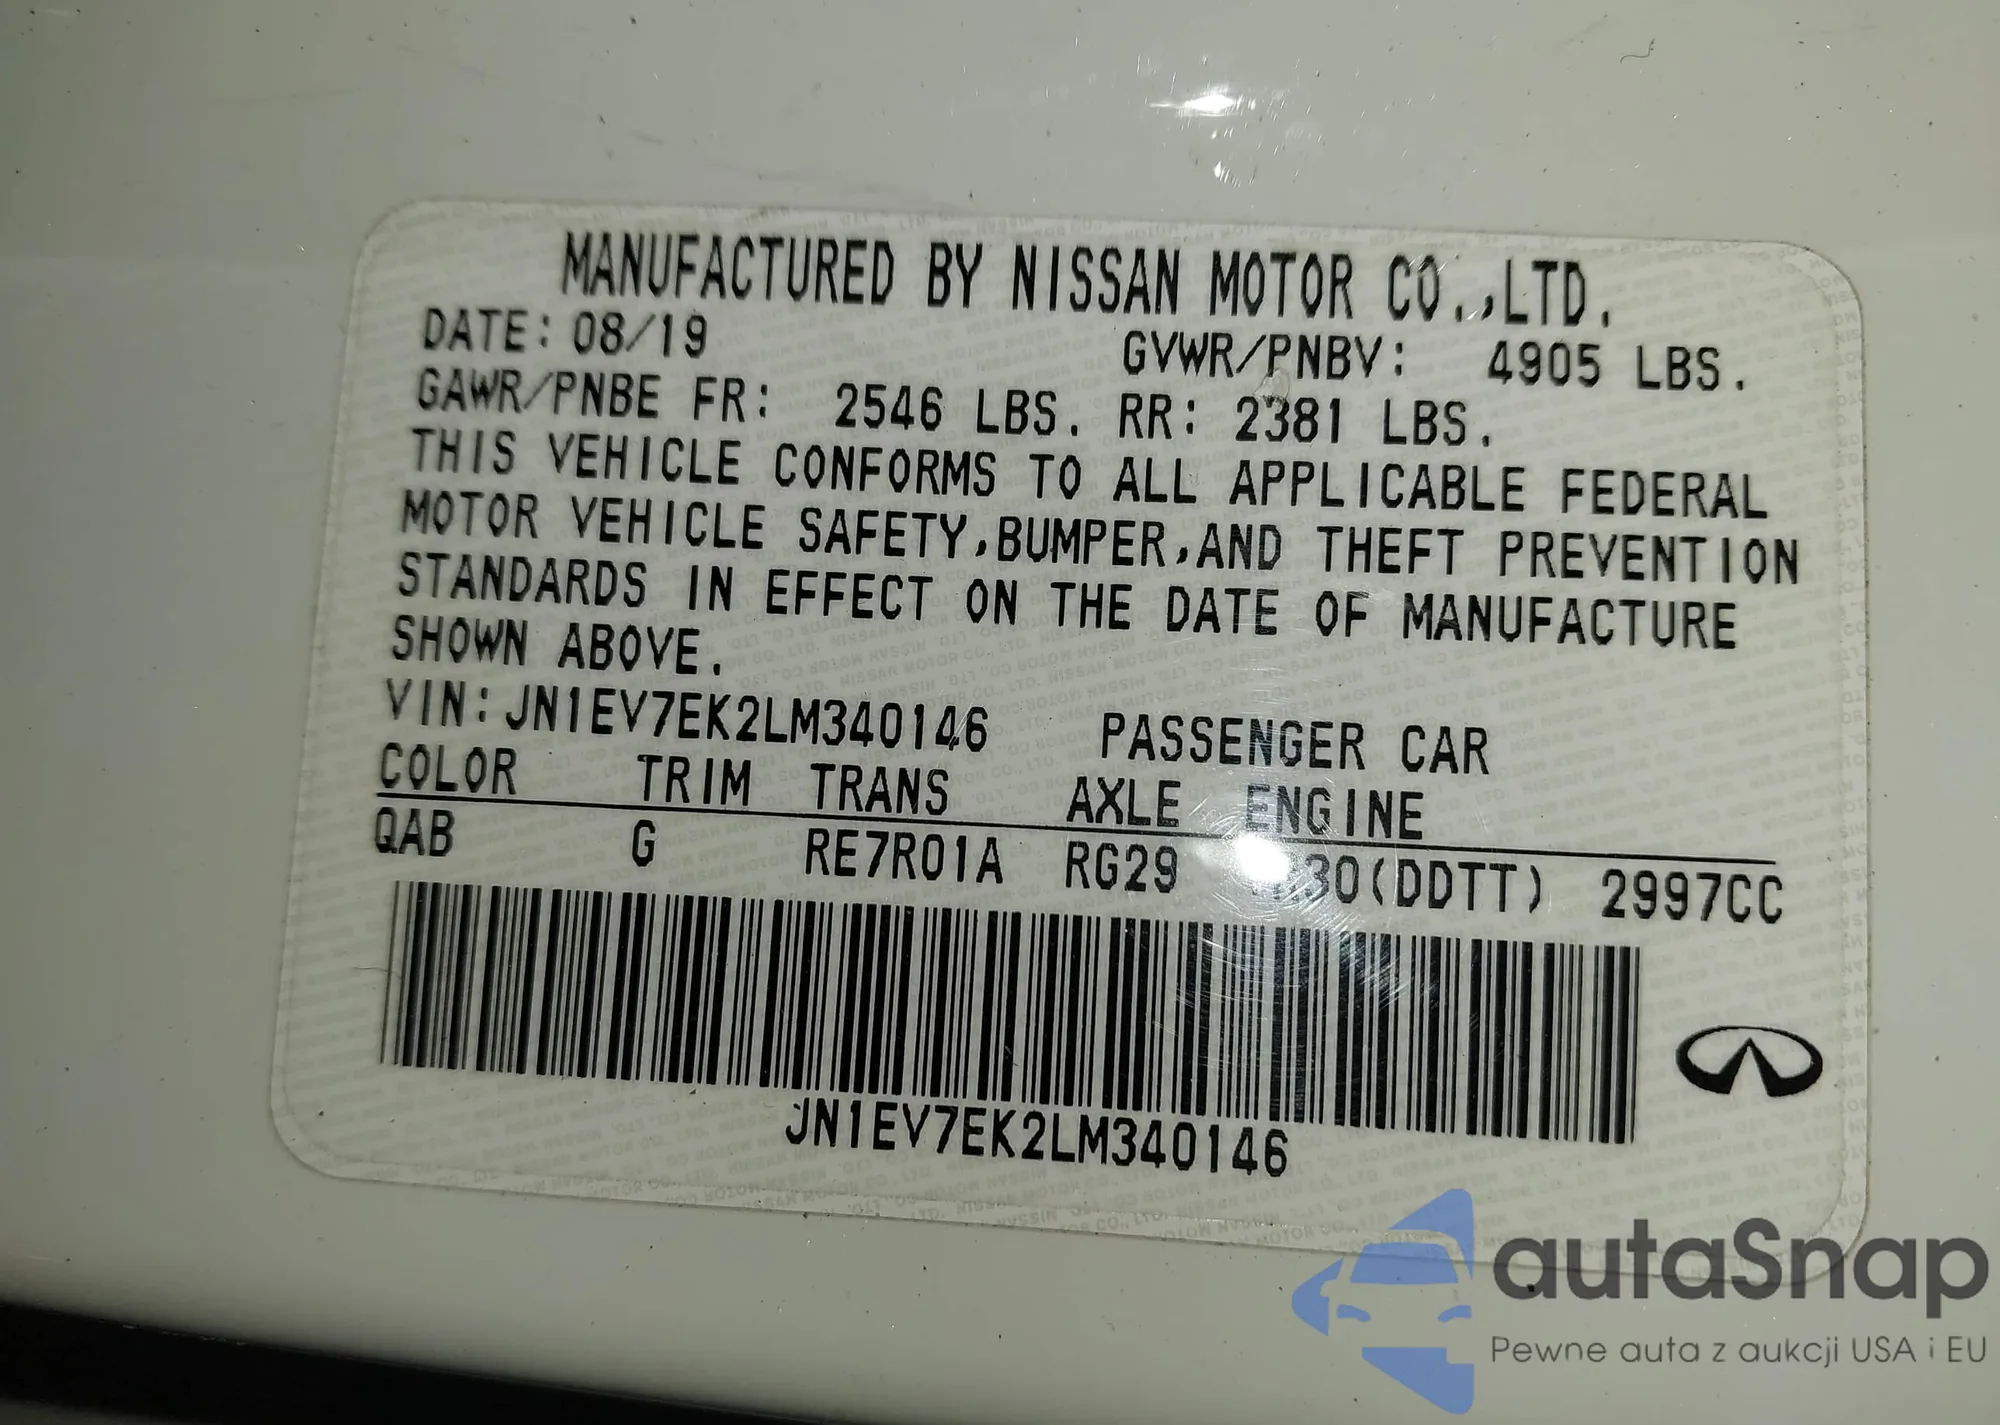 MANUFACTURED BY NISSAN MOTOR CO.,LTD.
DATE: 08/19 GVWR/PNBV: 4905 LBS.
GAWR/PNBE FR: 2546 LBS. RR: 2381 LBS.
THIS VEHICLE CONFORMS TO ALL APPLICABLE FEDERAL
MOTOR VEHICLE SAFETY,BUMPER,AND THEFT PREVENTION
STANDARDS IN EFFECT ON THE DATE OF MANUFACTURE
SHOWN ABOVE.
VIN:JN1EV7EK2LM340146 PASSENGER CAR
COLOR TRIM TRANS AXLE ENGINE
QAB G RE7R01A RG29 2997CC
JN1EV7EK2LM340146
autaSnap
Pewne auta z aukcji USA i EU